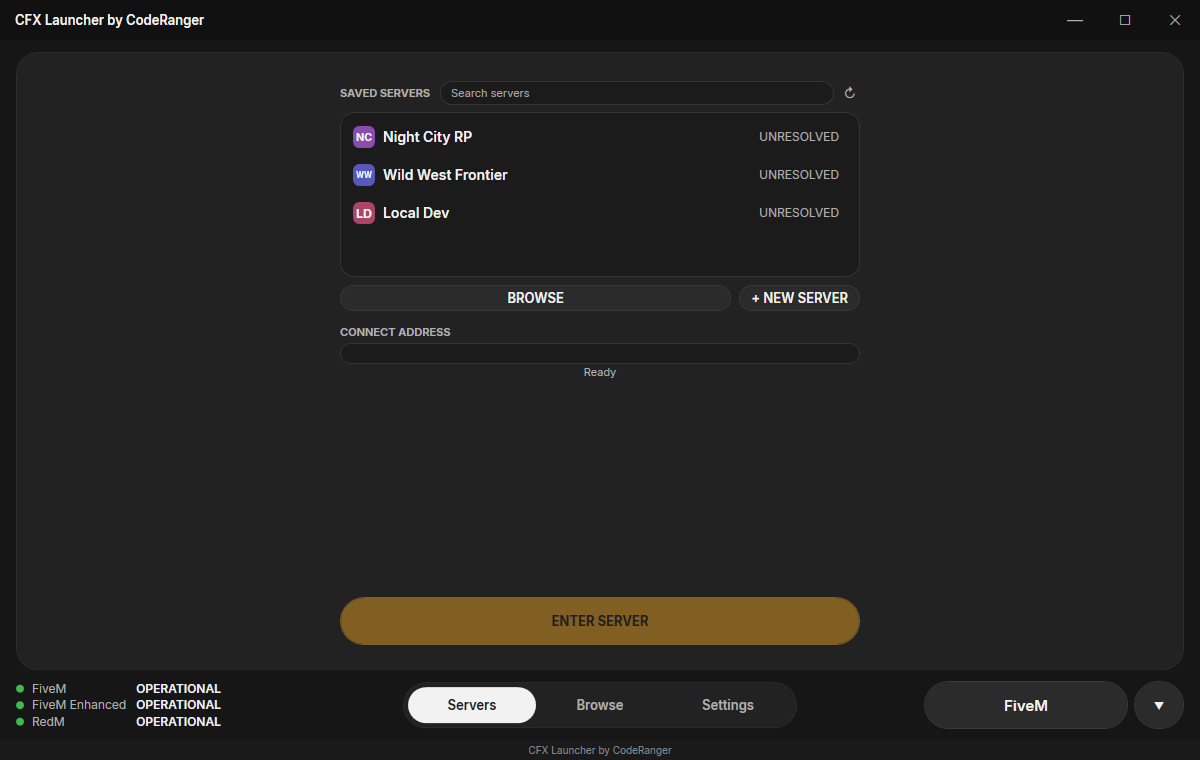 CFX Launcher by CodeRanger
SAVED SERVERS
Search servers
NC Night City RP UNRESOLVED
WW Wild West Frontier UNRESOLVED
LD Local Dev UNRESOLVED
BROWSE
+ NEW SERVER
CONNECT ADDRESS
Ready
ENTER SERVER
FiveM OPERATIONAL
FiveM Enhanced OPERATIONAL
RedM OPERATIONAL
Servers
Browse
Settings
FiveM
CFX Launcher by CodeRanger